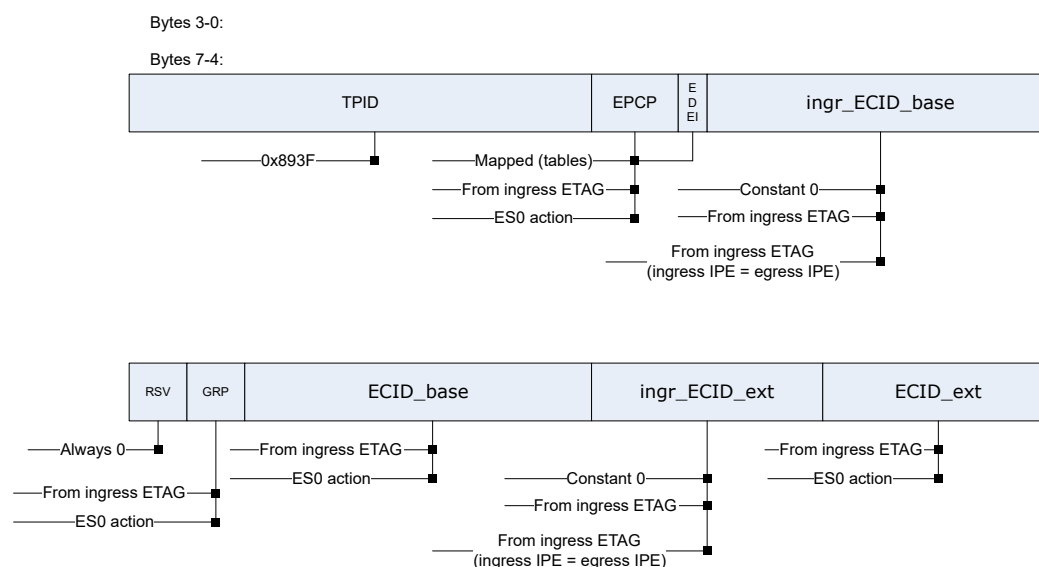 Bytes 3-0:
Bytes 7-4:
TPID
EPCP
E
D
EI
ingr_ECID_base
0x893F
Mapped (tables)
From ingress ETAG
ES0 action
Constant 0
From ingress ETAG
From ingress ETAG
(ingress IPE = egress IPE)
RSV
GRP
ECID_base
ingr_ECID_ext
ECID_ext
Always 0
From ingress ETAG
ES0 action
From ingress ETAG
ES0 action
Constant 0
From ingress ETAG
From ingress ETAG
(ingress IPE = egress IPE)
From ingress ETAG
ES0 action